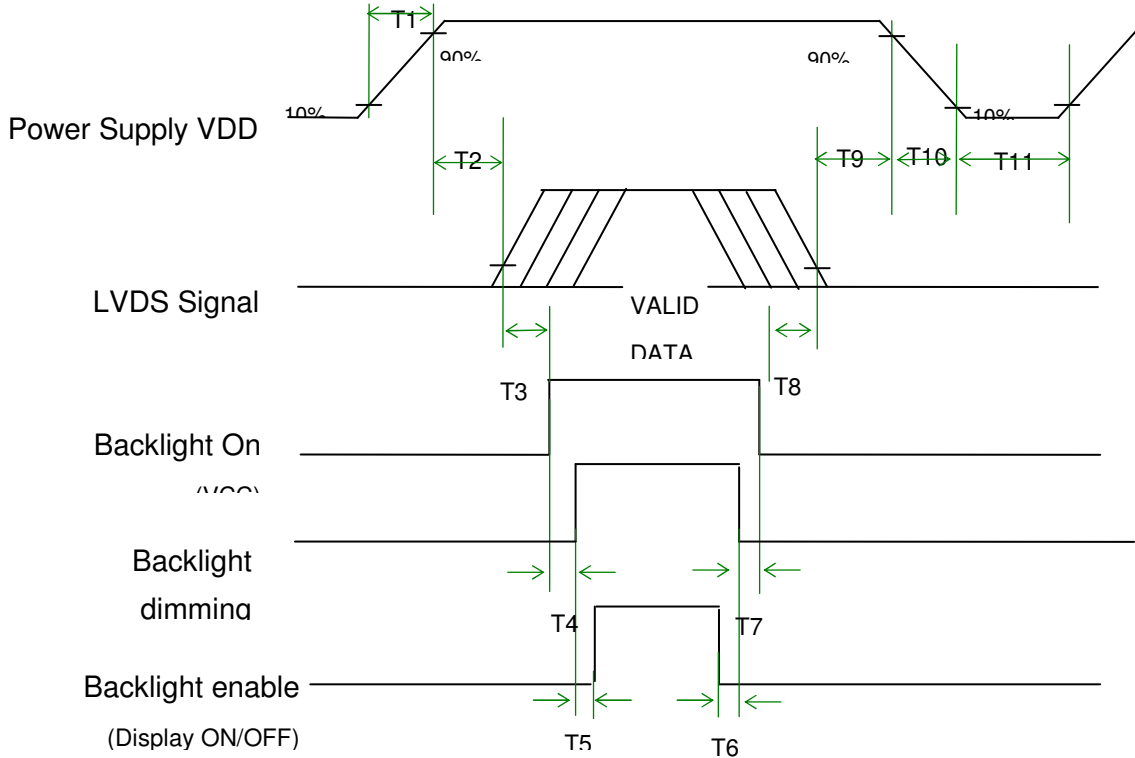 T1
90%
90%
10%
10%
Power Supply VDD
T2
T9
T10
T11
LVDS Signal
VALID
DATA
T3
T8
Backlight On
(VCC)
Backlight
dimming
T4
T7
Backlight enable
(Display ON/OFF)
T5
T6